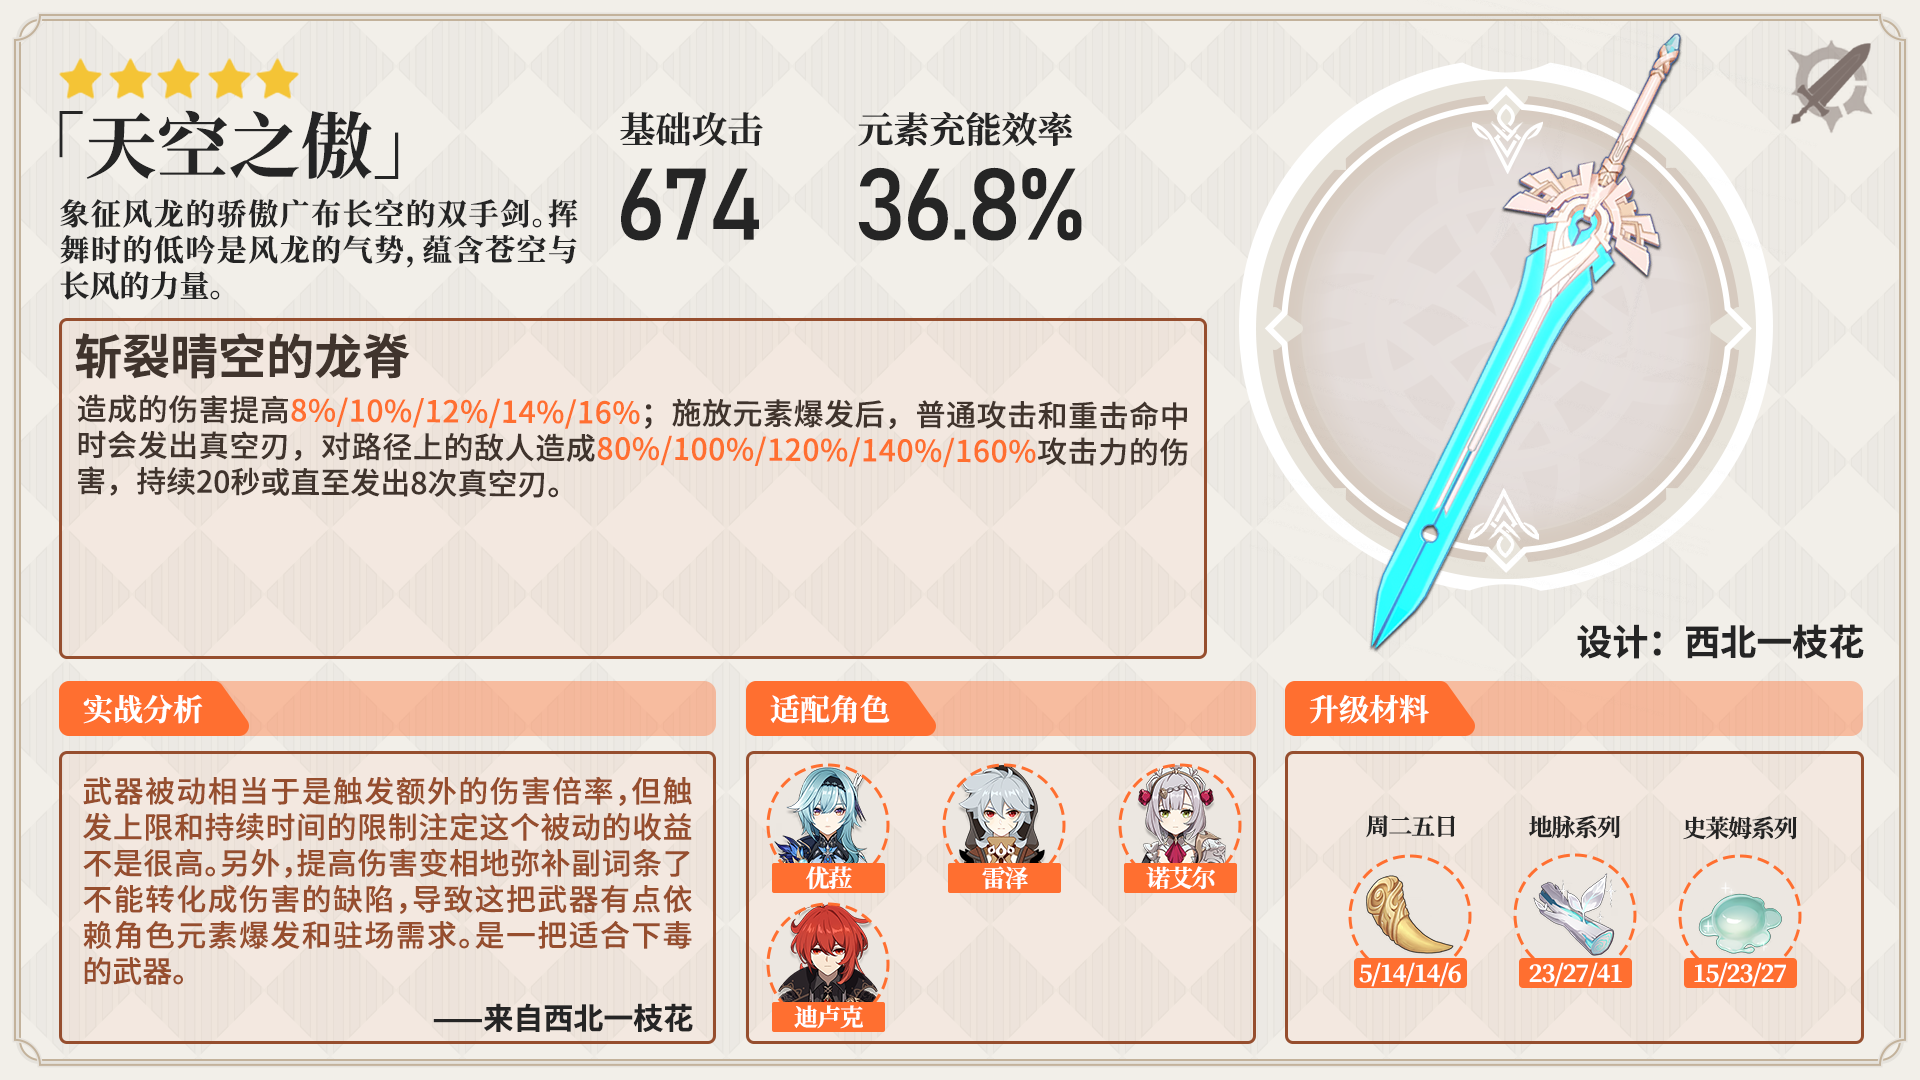 「天空之傲」
象征风龙的骄傲广布长空的双手剑。挥
舞时的低吟是风龙的气势，蕴含苍空与
长风的力量。
基础攻击
674
元素充能效率
36.8%
斩裂晴空的龙脊
造成的伤害提高8%/10%/12%/14%/16%；施放元素爆发后，普通攻击和重击命中
时会发出真空刃，对路径上的敌人造成80%/100%/120%/140%/160%攻击力的伤
害，持续20秒或直至发出8次真空刃。
设计：西北一枝花
实战分析
武器被动相当于是触发额外的伤害倍率，但触
发上限和持续时间的限制注定这个被动的收益
不是很高。另外，提高伤害变相地弥补副词条了
不能转化成伤害的缺陷，导致这把武器有点依
赖角色元素爆发和驻场需求。是一把适合下毒
的武器。
——来自西北一枝花
适配角色
优菈
雷泽
诺艾尔
迪卢克
升级材料
周二五日
地脉系列
史莱姆系列
5/14/14/6
23/27/41
15/23/27